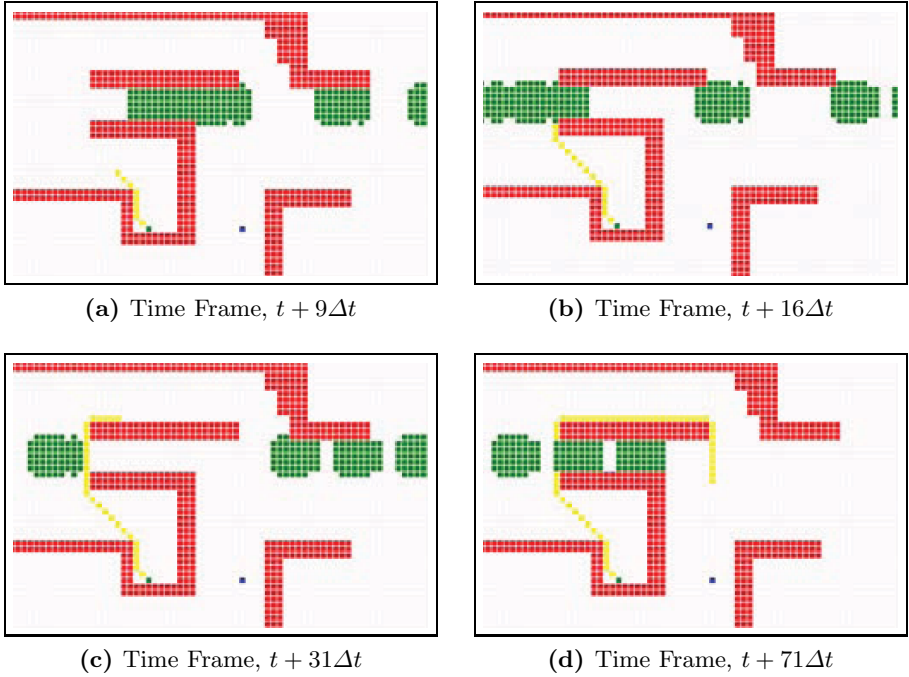 (a) Time Frame, t + 9Δt
(b) Time Frame, t + 16Δt
(c) Time Frame, t + 31Δt
(d) Time Frame, t + 71Δt